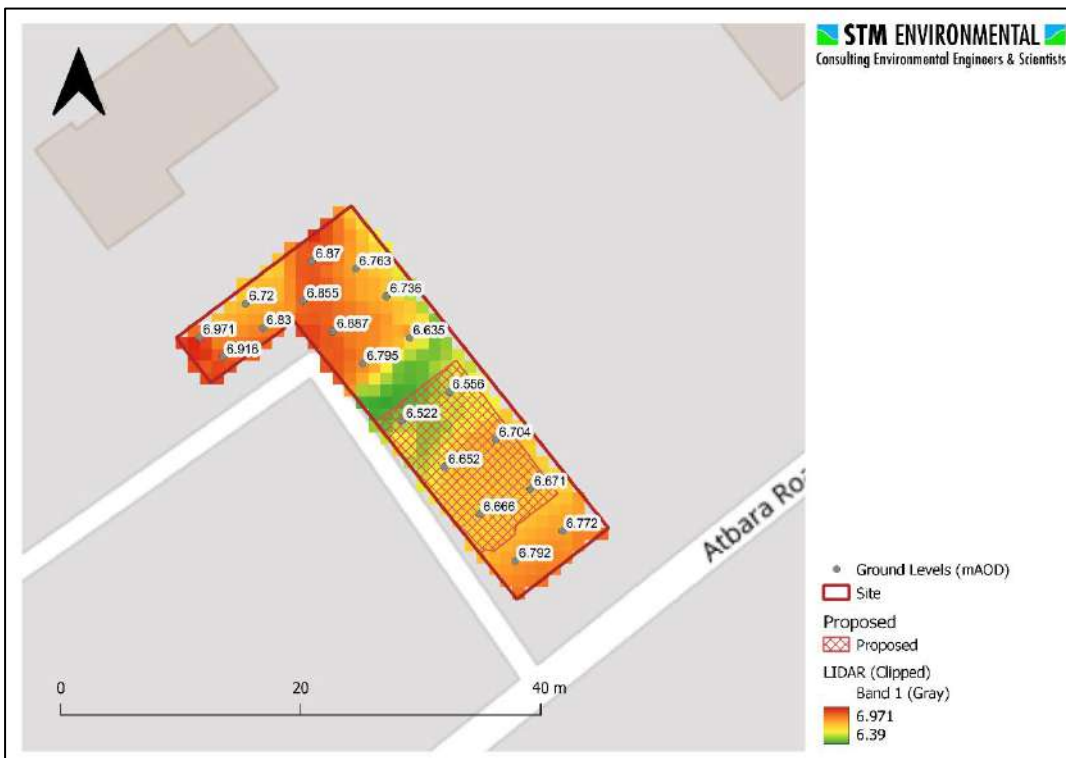 STM ENVIRONMENTAL
Consulting Environmental Engineers & Scientists
6.87
6.763
6.72
6.855
6.736
6.971
6.83
6.887
6.635
6.916
6.795
6.556
6.522
6.704
6.652
6.671
6.666
6.772
6.792
Atbara Roa
0 20 40 m
Ground Levels (mAOD)
Site
Proposed
Proposed
LIDAR (Clipped)
Band 1 (Gray)
6.971
6.39